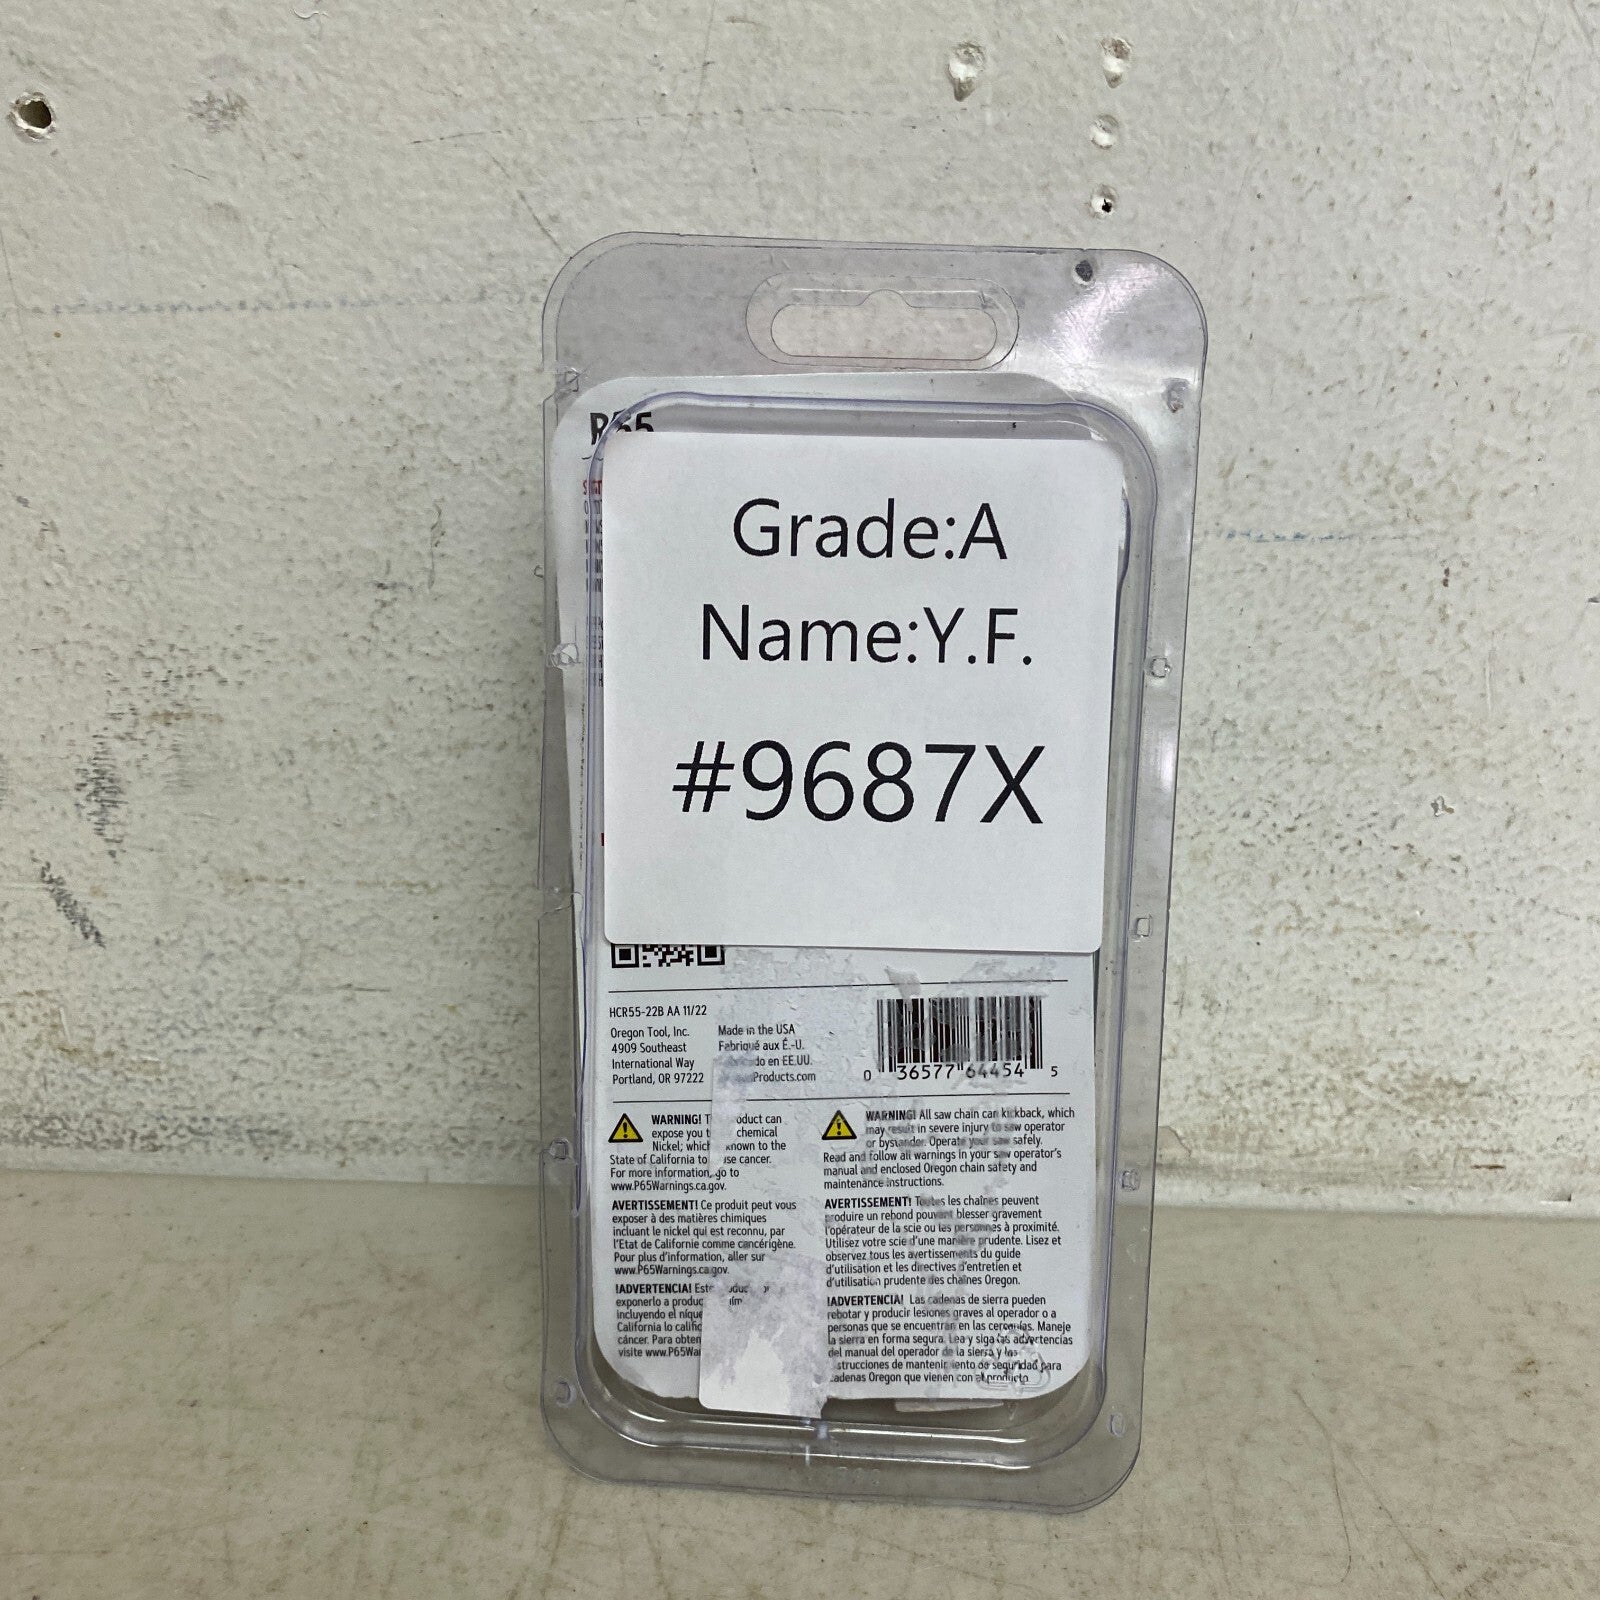 R55
Grade:A
Name:Y.F.
#9687X
HCR55-22B AA 11/22
Oregon Tool, Inc.
4909 Southeast
International Way
Portland, OR 97222
Made in the USA
Fabriqué aux É.-U.
en EE.UU.
Products.com
0 36577 64454 5
WARNING! can
expose you chemical
Nickel; which known to the
State of California to cancer.
For more information, go to
www.P65Warnings.ca.gov.
AVERTISSEMENT! Ce produit peut vous
exposer à des matières chimiques
incluant le nickel qui est reconnu, par
l'Etat de Californie comme cancérigène.
Pour plus d'information, aller sur
www.P65Warnings.ca.gov.
¡ADVERTENCIA!
exponerlo a
incluyendo el
California lo
cáncer. Para
visite
WARNING! All saw chain can kickback, which
may result in severe injury to saw operator
or bystander. Operate your saw safely.
Read and follow all warnings in your saw operator's
manual and enclosed Oregon chain safety and
maintenance instructions.
AVERTISSEMENT! Toutes les chaînes peuvent
produire un rebond pouvant blesser gravement
l'opérateur de la scie ou les personnes à proximité.
Utilisez votre scie d'une manière prudente. Lisez et
observez tous les avertissements du guide
d'utilisation et les directives d'entretien et
d'utilisation prudente des chaînes Oregon.
¡ADVERTENCIA! Las cadenas de sierra pueden
rebotar y producir lesiones graves al operador o a
personas que se encuentran en las cercanías. Maneje
la sierra en forma segura. Lea y siga las advertencias
del manual del operador de la sierra y las
de seguridad para
Oregon que vienen con el producto